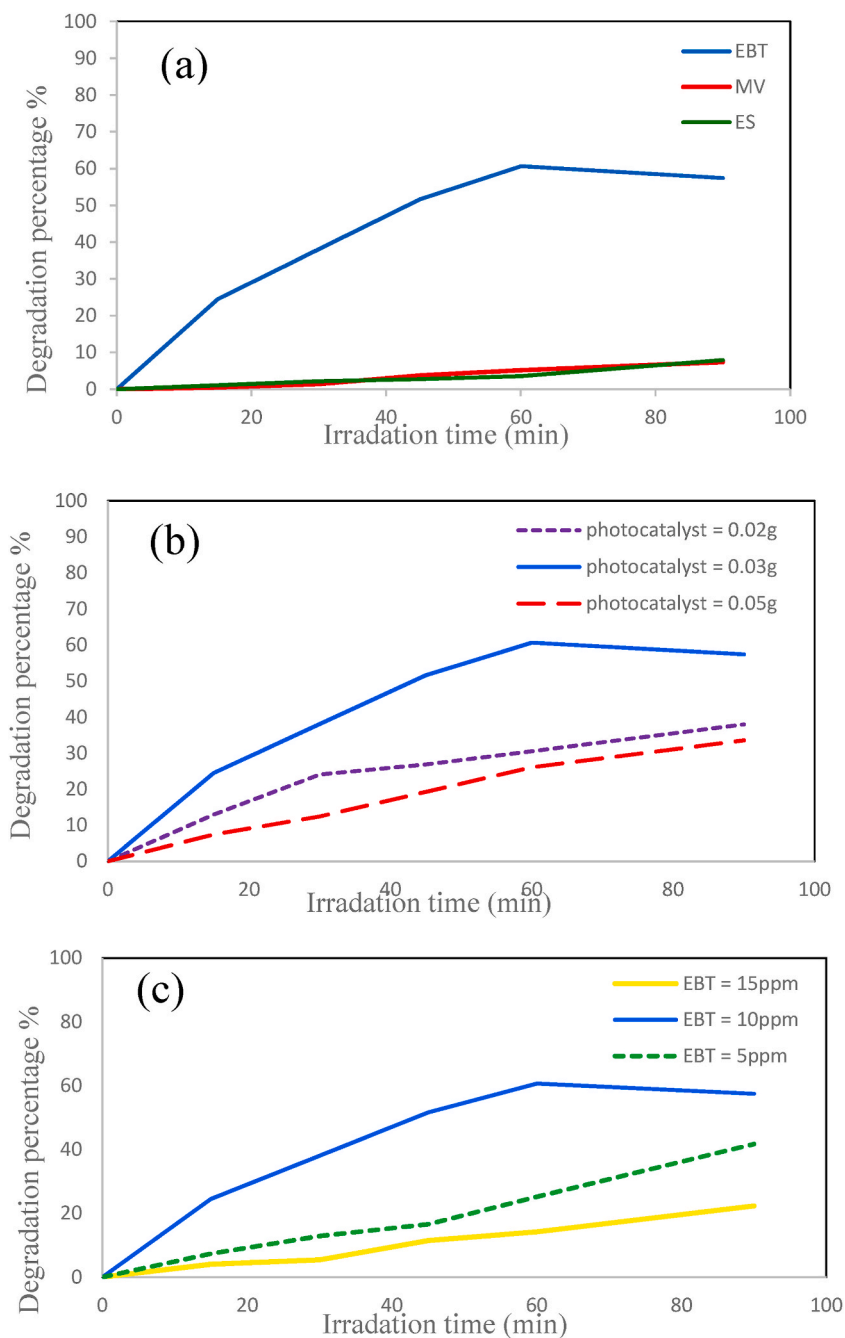 (a)
EBT
MV
ES
100
90
80
70
60
50
40
30
20
10
0
Degradation percentage %
0 20 40 60 80 100
Irradation time (min)
(b)
photocatalyst = 0.02g
photocatalyst = 0.03g
photocatalyst = 0.05g
100
90
80
70
60
50
40
30
20
10
0
Degradation percentage %
0 20 40 60 80 100
Irradation time (min)
(c)
EBT = 15ppm
EBT = 10ppm
EBT = 5ppm
100
80
60
40
20
0
Degradation percentage %
0 20 40 60 80 100
Irradation time (min)